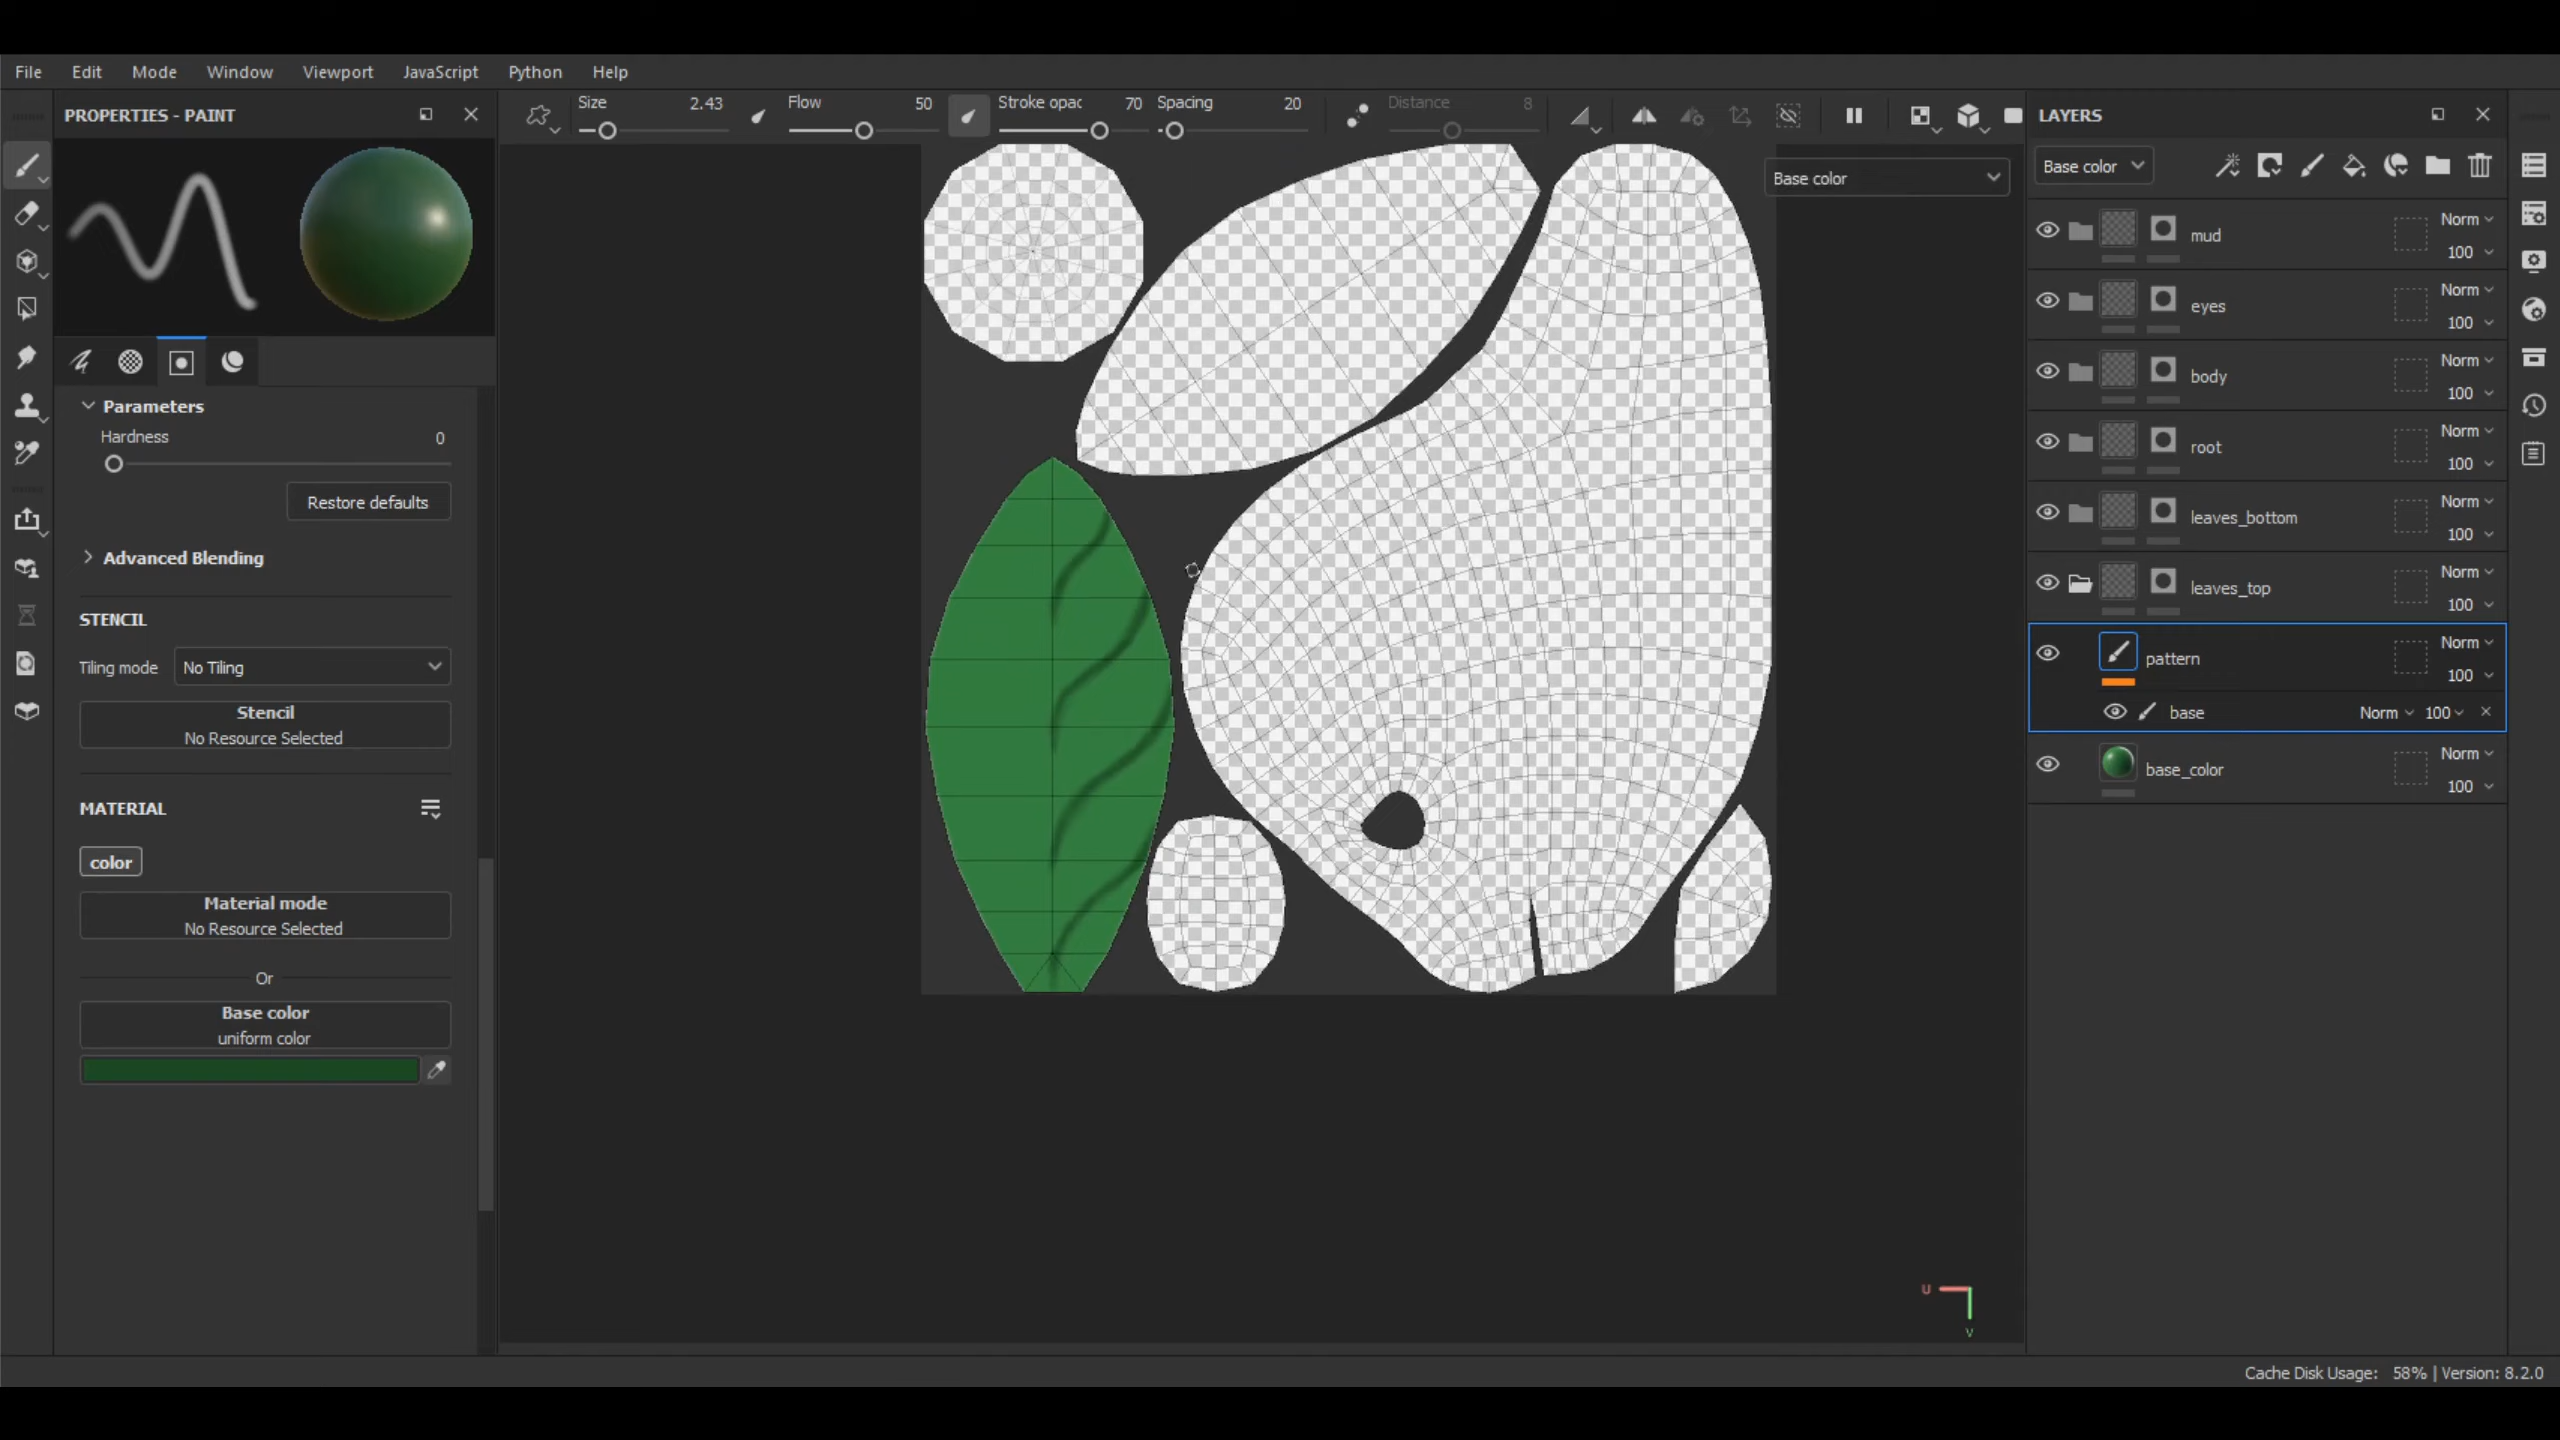 File Edit Mode Window Viewport JavaScript Python Help
PROPERTIES - PAINT
Size 2.43 Flow 50 Stroke opac 70 Spacing 20 Distance 8
LAYERS
Base color
Base color
Parameters
Hardness 0
Restore defaults
Advanced Blending
STENCIL
Tiling mode No Tiling
Stencil
No Resource Selected
MATERIAL
color
Material mode
No Resource Selected
Or
Base color
uniform color
mud Norm
100
eyes Norm
100
body Norm
100
root Norm
100
leaves_bottom Norm
100
leaves_top Norm
100
pattern Norm
100
base Norm 100
base_color Norm
100
U
V
Cache Disk Usage: 58% | Version: 8.2.0